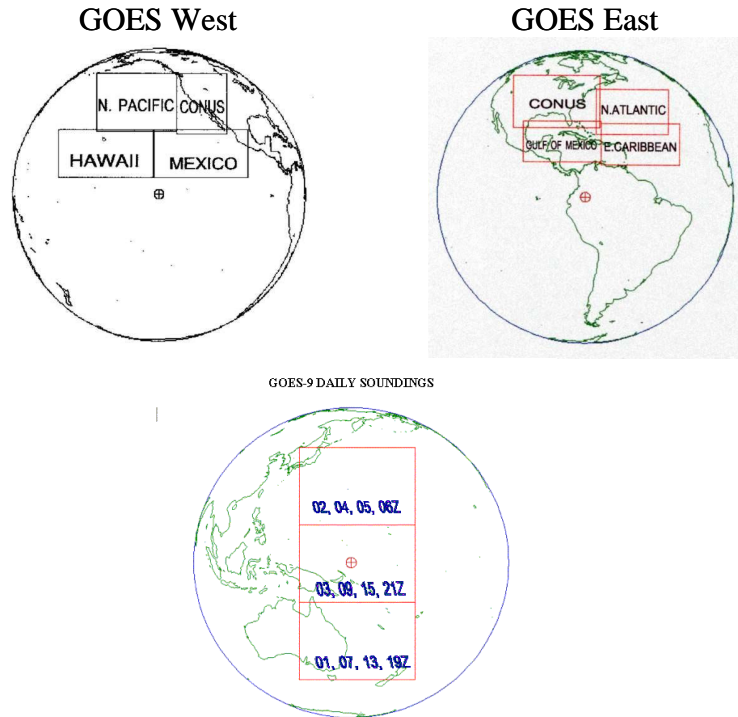 GOES West
GOES East
N. PACIFIC
CONUS
HAWAII
MEXICO
CONUS
N.ATLANTIC
GULF OF MEXICO
E.CARIBBEAN
GOES-9 DAILY SOUNDINGS
02, 04, 05, 06Z
03, 09, 15, 21Z
01, 07, 13, 19Z